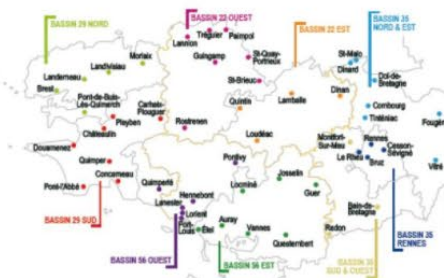 BASSIN 29 NORD
BASSIN 22 OUEST
BASSIN 22 EST
BASSIN 35
NORD & EST
Lannion
Tréguier
Paimpol
Guingamp
St-Quay-
Portrieux
St-Brieuc
Morlaix
Landivisiau
Landerneau
Brest
Pont-de-Buis-
Lès-Quimerch
Pleyben
Châteaulin
Carhaix-
Plouguer
Rostrenen
Quintin
Lamballe
Loudéac
St-Malo
Dinard
Dinan
Dol-de-
Bretagne
Combourg
Tinténiac
Fougè
Montfort-
Sur-Meu
Rennes
Cesson-
Sévigné
Le Rheu
Bruz
Vitré
Douarnenez
Quimper
Concarneau
Pont-l'Abbé
Quimperlé
Pontivy
Hennebont
Lanester
Lorient
Port-
Louis
Étel
Locminé
Josselin
Guer
Auray
Vannes
Questembert
Redon
Bain-de-
Bretagne
BASSIN 29 SUD
BASSIN 56 OUEST
BASSIN 56 EST
BASSIN 35
SUD & OUEST
BASSIN 35
RENNES